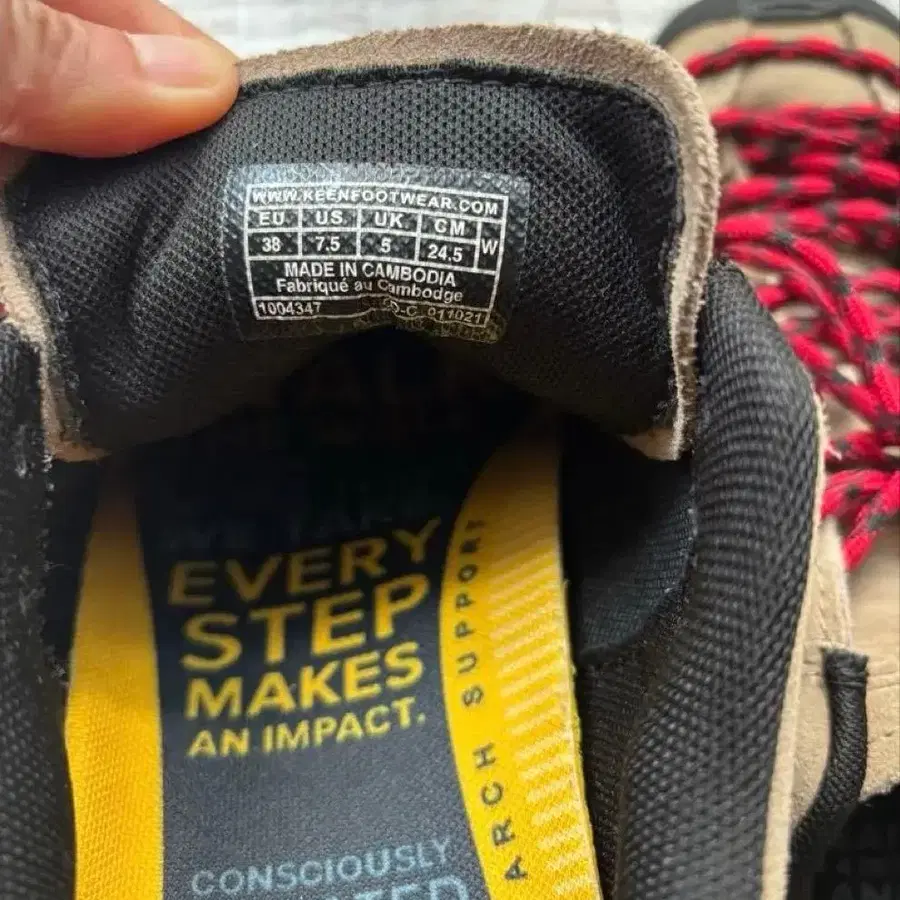 WWW.KEENFOOTWEAR.COM
EU US UK CM W
38 7.5 5 24.5
MADE IN CAMBODIA
Fabriqué au Cambodge
1004347 -C 011021
EVERY
STEP
MAKES
AN IMPACT.
ARCH SUPPORT
CONSCIOUSLY